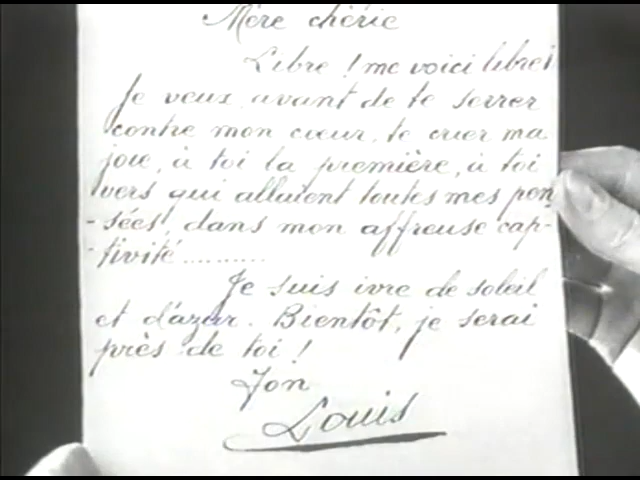 Mère chérie
Libre ! me voici libre !
Je veux, avant de te serrer
contre mon cœur, te crier ma
joie, à toi la première, à toi
vers qui allaient toutes mes pen
-sées, dans mon affreuse cap-
-tivité..........
Je suis ivre de soleil
et d'azur. Bientôt, je serai
près de toi !
Ton
Louis